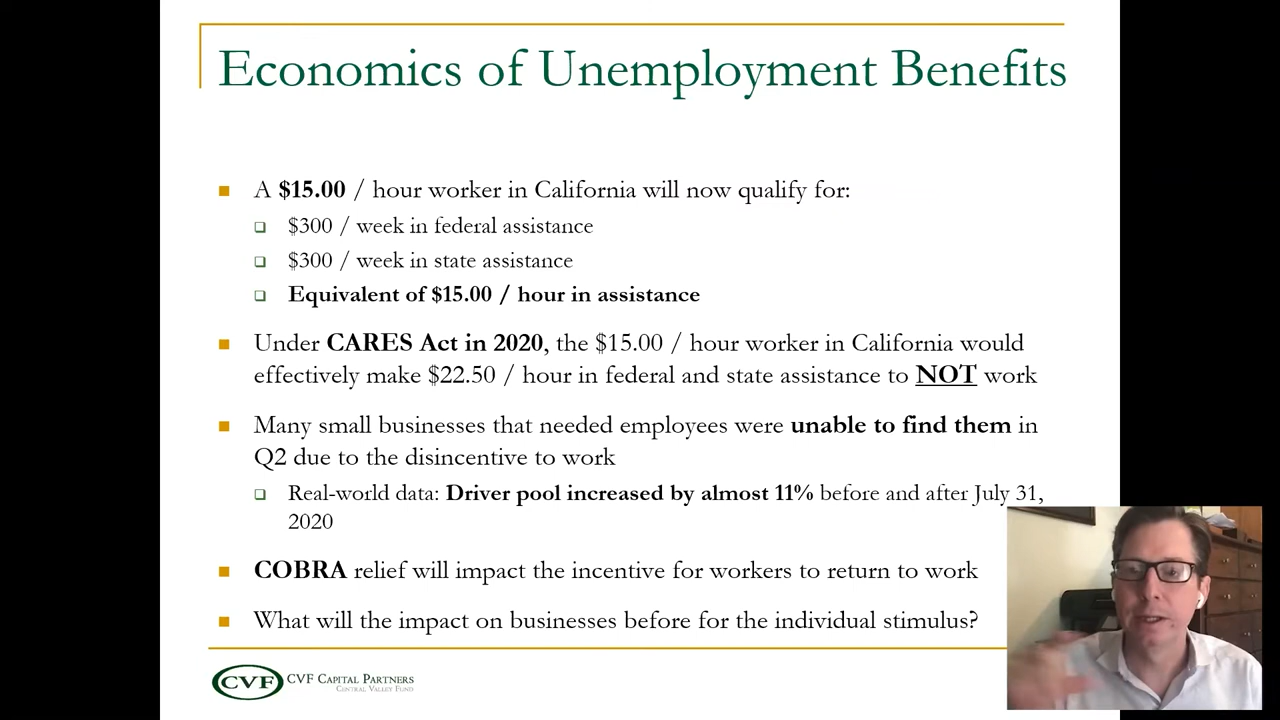 Economics of Unemployment Benefits
A $15.00 / hour worker in California will now qualify for:
$300 / week in federal assistance
$300 / week in state assistance
Equivalent of $15.00 / hour in assistance
Under CARES Act in 2020, the $15.00 / hour worker in California would
effectively make $22.50 / hour in federal and state assistance to NOT work
Many small businesses that needed employees were unable to find them in
Q2 due to the disincentive to work
Real-world data: Driver pool increased by almost 11% before and after July 31,
2020
COBRA relief will impact the incentive for workers to return to work
What will the impact on businesses before for the individual stimulus?
CVF CVF CAPITAL PARTNERS
CENTRAL VALLEY FUND